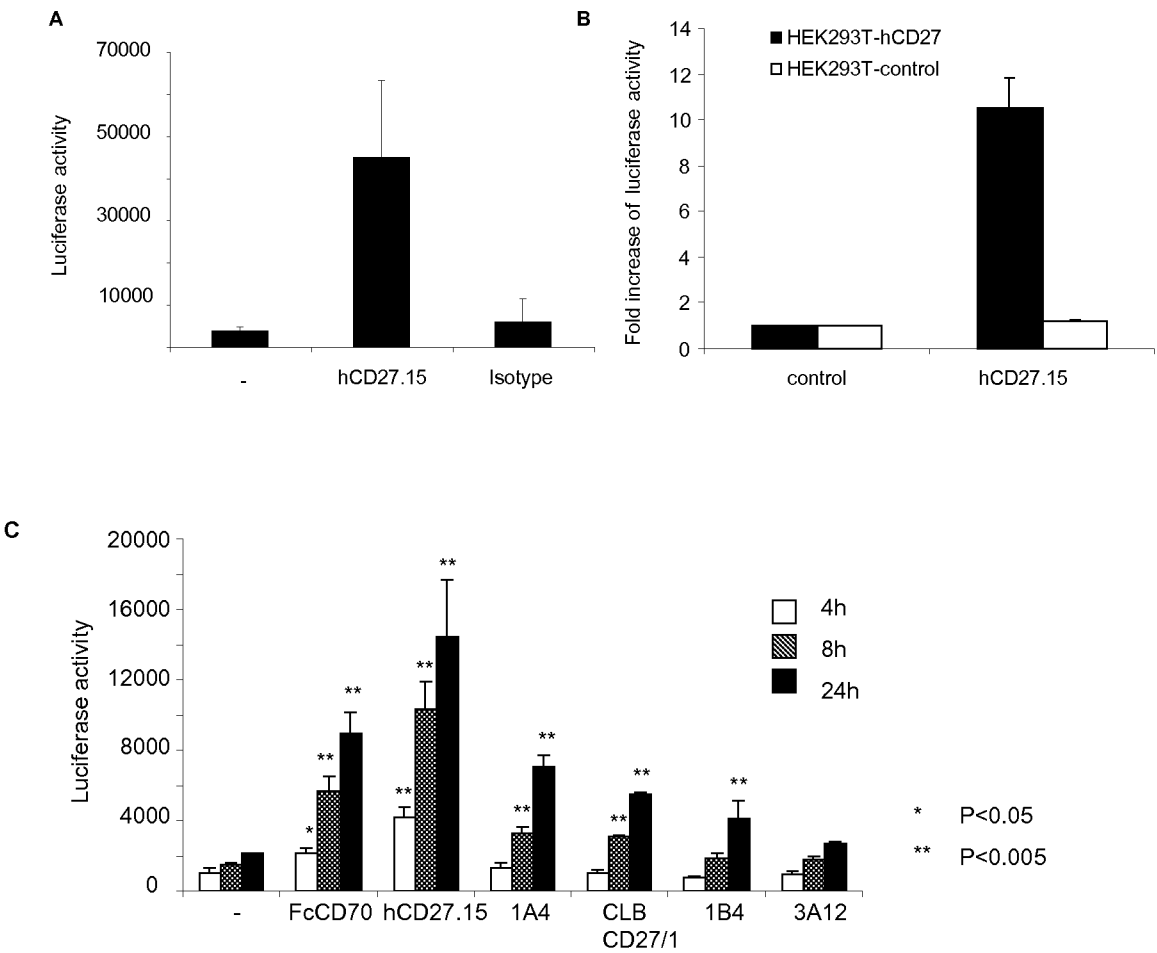 A
Luciferase activity
70000
50000
30000
10000
-
hCD27.15
Isotype
B
Fold increase of luciferase activity
14
12
10
8
6
4
2
0
HEK293T-hCD27
HEK293T-control
control
hCD27.15
C
Luciferase activity
20000
16000
12000
8000
4000
0
*
**
**
**
**
**
**
**
**
**
**
4h
8h
24h
* P<0.05
** P<0.005
- FcCD70 hCD27.15 1A4 CLB 1B4 3A12
CD27/1